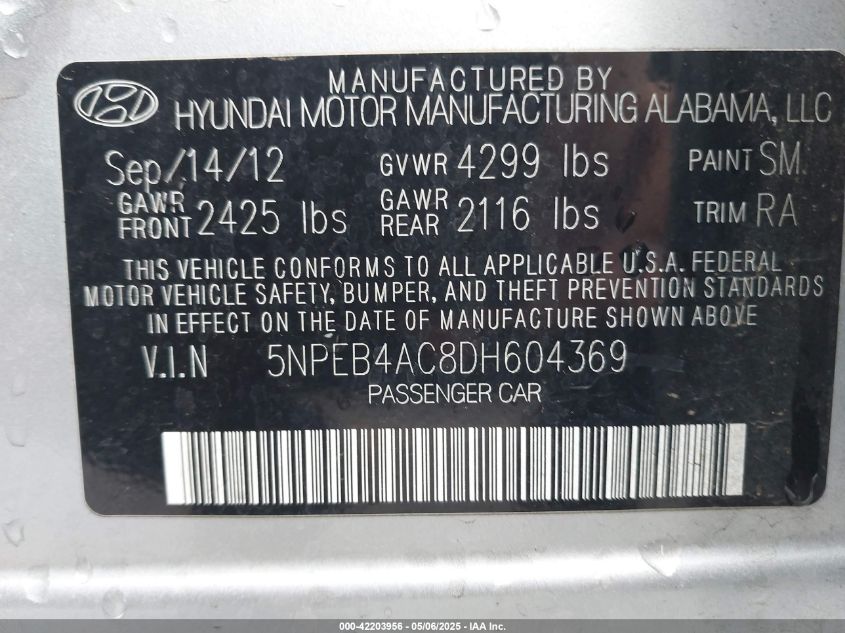 MANUFACTURED BY
HYUNDAI MOTOR MANUFACTURING ALABAMA, LLC
Sep/14/12 GVWR 4299 lbs PAINT SM
GAWR FRONT 2425 lbs GAWR REAR 2116 lbs TRIM RA
THIS VEHICLE CONFORMS TO ALL APPLICABLE U.S.A. FEDERAL
MOTOR VEHICLE SAFETY, BUMPER, AND THEFT PREVENTION STANDARDS
IN EFFECT ON THE DATE OF MANUFACTURE SHOWN ABOVE
V.I.N 5NPEB4AC8DH604369
PASSENGER CAR
000-42203956 - 05/06/2025 - IAA Inc.